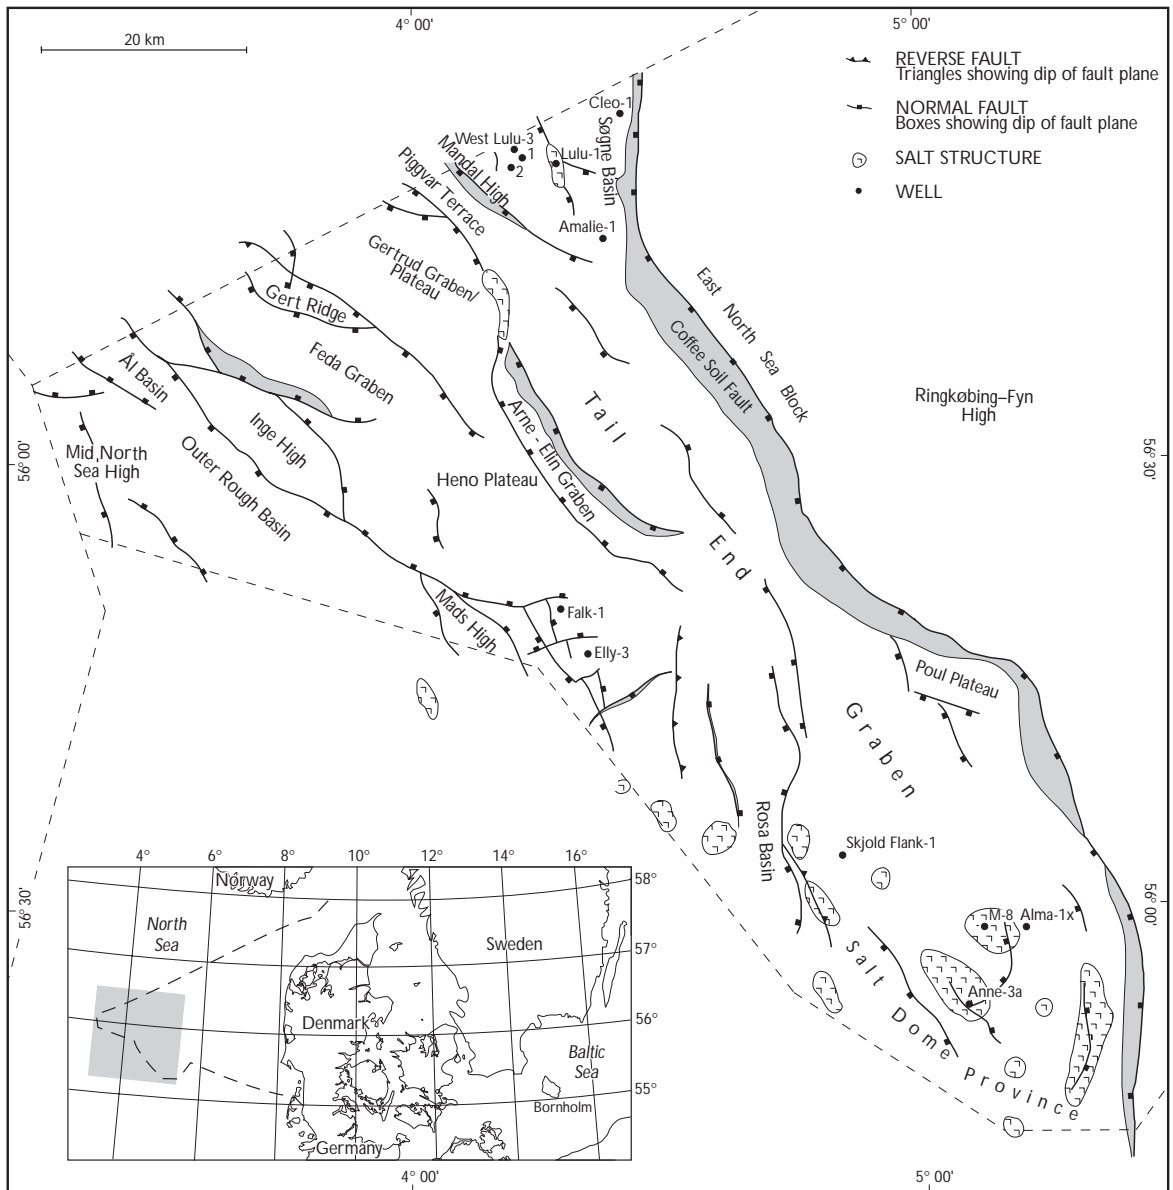 4° 00'
5° 00'
20 km
REVERSE FAULT
Triangles showing dip of fault plane
NORMAL FAULT
Boxes showing dip of fault plane
SALT STRUCTURE
WELL
Cleo-1
West Lulu-3
1
2
Lulu-1
Søgne Basin
Mandal High
Piggvar Terrace
Amalie-1
Gertrud Graben/
Plateau
Gert Ridge
East North Sea Block
Coffee Soil Fault
Feda Graben
Ål Basin
Ringkøbing–Fyn
High
Tail End Graben
Arne - Elin Graben
Inge High
Mid North
Sea High
56° 00'
56° 30'
Outer Rough Basin
Heno Plateau
Mads High
Falk-1
Elly-3
Poul Plateau
Rosa Basin
Skjold Flank-1
M-8
Alma-1x
Anne-3a
Salt Dome Province
56° 30'
56° 00'
4°
6°
8°
10°
12°
14°
16°
Norway
58°
North
Sea
Sweden
57°
Denmark
56°
Baltic
Sea
55°
Bornholm
Germany
4° 00'
5° 00'